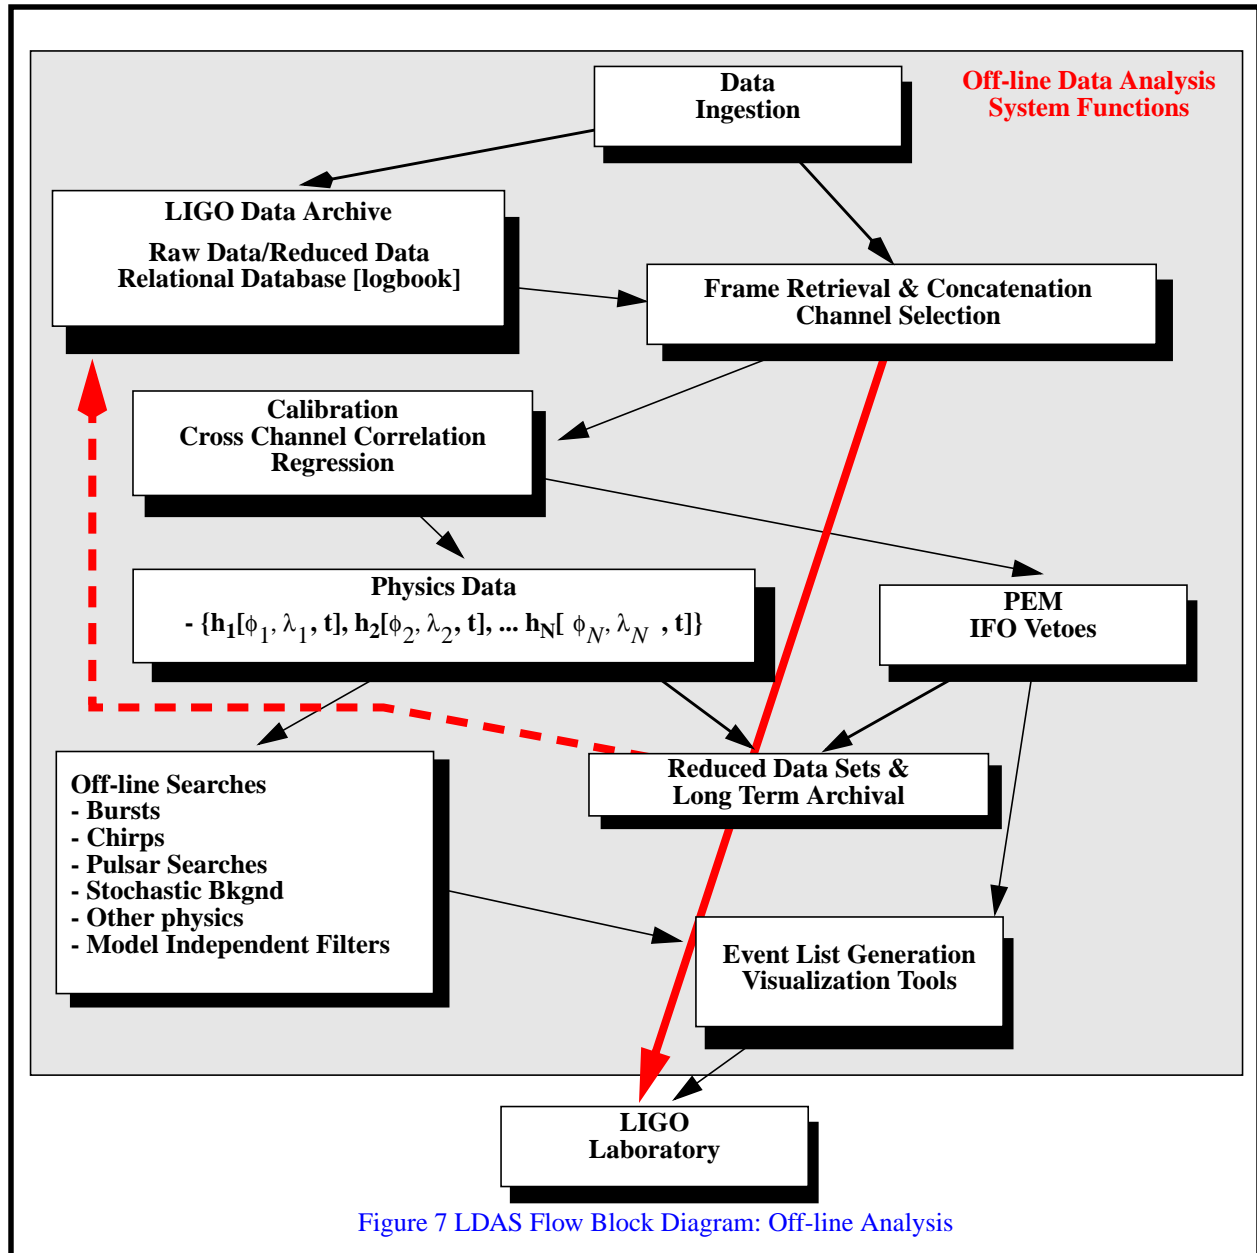 Data
Ingestion
Off-line Data Analysis
System Functions
LIGO Data Archive
Raw Data/Reduced Data
Relational Database [logbook]
Frame Retrieval & Concatenation
Channel Selection
Calibration
Cross Channel Correlation
Regression
Physics Data
- {h1[ϕ1, λ1, t], h2[ϕ2, λ2, t], ... hN[ ϕN, λN , t]}
PEM
IFO Vetoes
Reduced Data Sets &
Long Term Archival
Off-line Searches
- Bursts
- Chirps
- Pulsar Searches
- Stochastic Bkgnd
- Other physics
- Model Independent Filters
Event List Generation
Visualization Tools
LIGO
Laboratory
Figure 7 LDAS Flow Block Diagram: Off-line Analysis